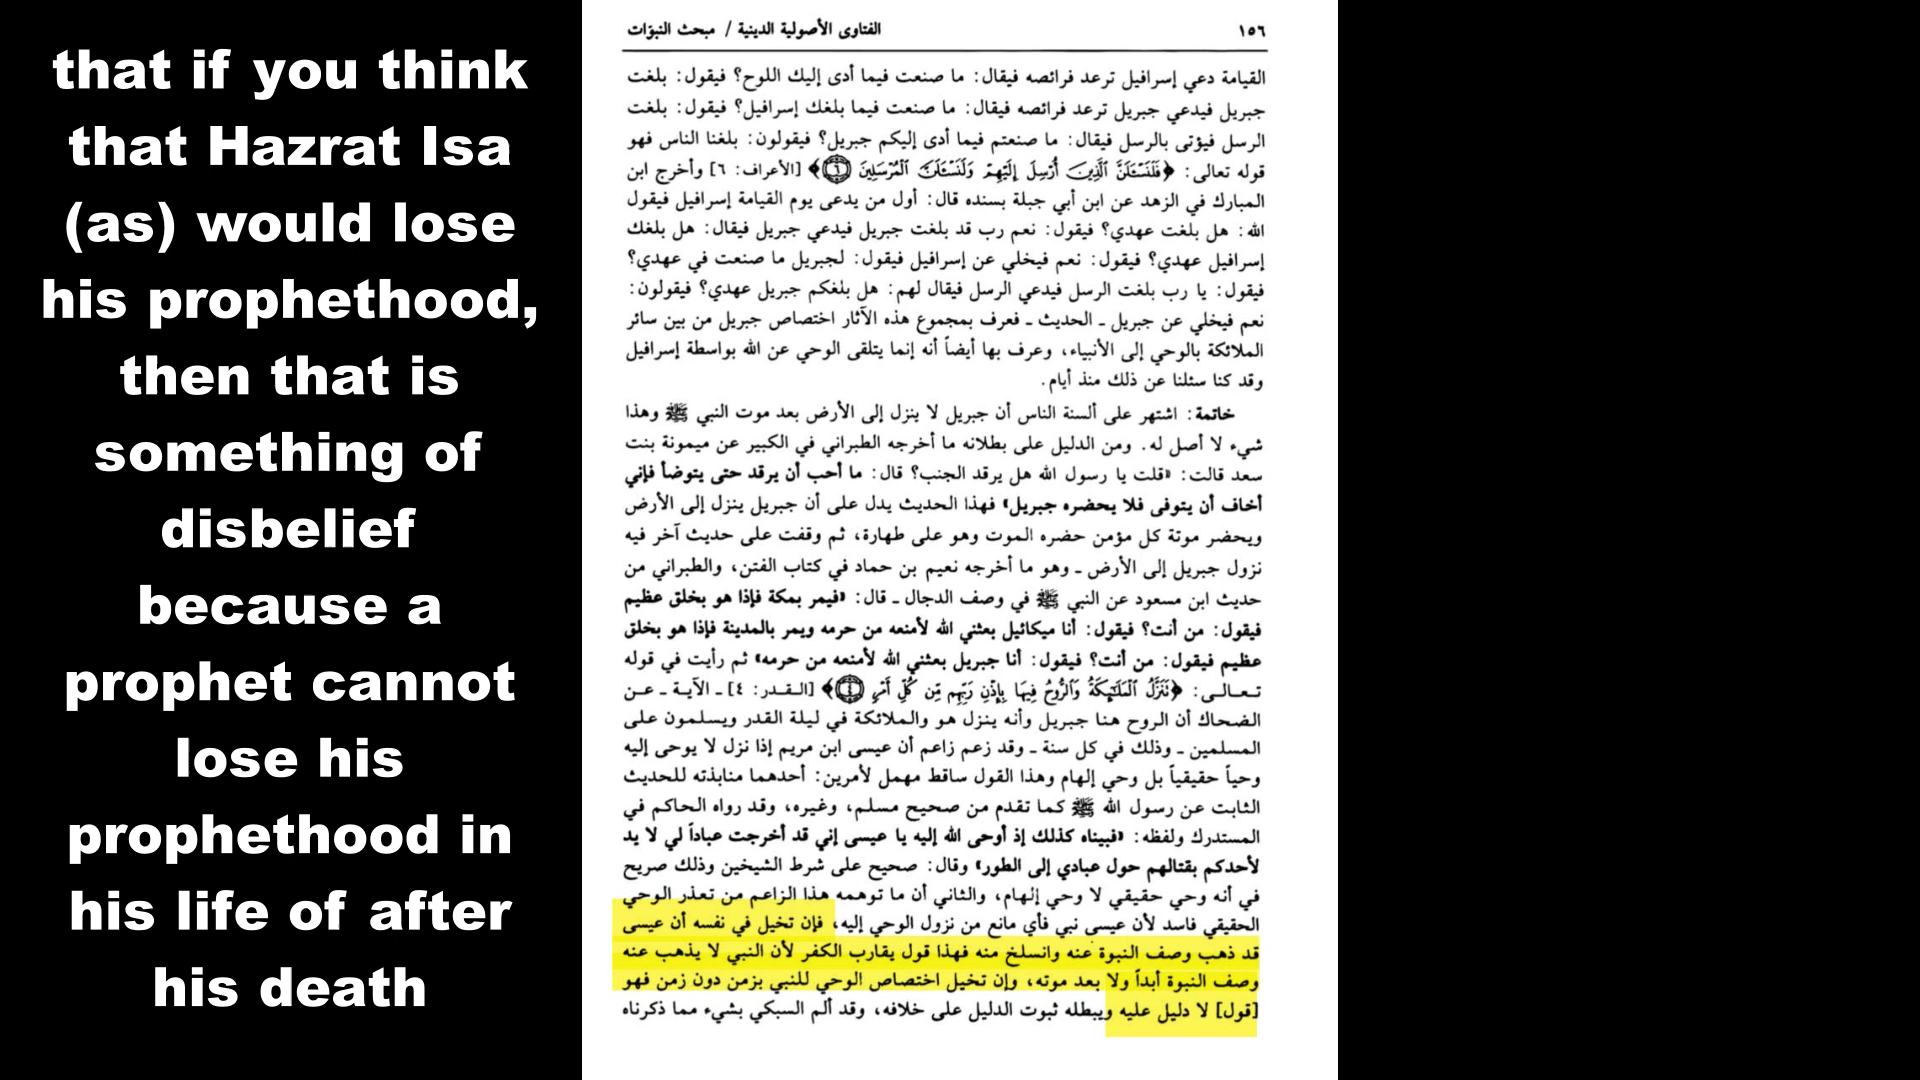 that if you think
that Hazrat Isa
(as) would lose
his prophethood,
then that is
something of
disbelief
because a
prophet cannot
lose his
prophethood in
his life of after
his death
١٥٦
الفتاوى الأصولية الدينية / مبحث النبوّات
القيامة دعي إسرافيل ترعد فرائصه فيقال: ما صنعت فيما أدى إليك اللوح؟ فيقول: بلغت
جبريل فيدعي جبريل ترعد فرائصه فيقال: ما صنعت فيما بلغك إسرافيل؟ فيقول: بلغت
الرسل فيؤتى بالرسل فيقال: ما صنعتم فيما أدى إليكم جبريل؟ فيقولون: بلغنا الناس فهو
قوله تعالى: ﴿فَلَنَسْـَٔلَنَّ ٱلَّذِينَ أُرْسِلَ إِلَيْهِمْ وَلَنَسْـَٔلَنَّ ٱلْمُرْسَلِينَ ٦﴾ [الأعراف: ٦] وأخرج ابن
المبارك في الزهد عن ابن أبي جبلة بسنده قال: أول من يدعى يوم القيامة إسرافيل فيقول
الله: هل بلغت عهدي؟ فيقول: نعم رب قد بلغت جبريل فيدعي جبريل فيقال: هل بلغك
إسرافيل عهدي؟ فيقول: نعم فيخلي عن إسرافيل فيقول: لجبريل ما صنعت في عهدي؟
فيقول: يا رب بلغت الرسل فيدعي الرسل فيقال لهم: هل بلغكم جبريل عهدي؟ فيقولون:
نعم فيخلي عن جبريل ـ الحديث ـ فعرف بمجموع هذه الآثار اختصاص جبريل من بين سائر
الملائكة بالوحي إلى الأنبياء، وعرف بها أيضاً أنه إنما يتلقى الوحي عن الله بواسطة إسرافيل
وقد كنا سئلنا عن ذلك منذ أيام.
خاتمة: اشتهر على ألسنة الناس أن جبريل لا ينزل إلى الأرض بعد موت النبي ﷺ وهذا
شيء لا أصل له. ومن الدليل على بطلانه ما أخرجه الطبراني في الكبير عن ميمونة بنت
سعد قالت: «قلت يا رسول الله هل يرقد الجنب؟ قال: ما أحب أن يرقد حتى يتوضأ فإني
أخاف أن يتوفى فلا يحضره جبريل» فهذا الحديث يدل على أن جبريل ينزل إلى الأرض
ويحضر موتة كل مؤمن حضره الموت وهو على طهارة، ثم وقفت على حديث آخر فيه
نزول جبريل إلى الأرض ـ وهو ما أخرجه نعيم بن حماد في كتاب الفتن، والطبراني من
حديث ابن مسعود عن النبي ﷺ في وصف الدجال ـ قال: «فيمر بمكة فإذا هو بخلق عظيم
فيقول: من أنت؟ فيقول: أنا ميكائيل بعثني الله لأمنعه من حرمه ويمر بالمدينة فإذا هو بخلق
عظيم فيقول: من أنت؟ فيقول: أنا جبريل بعثني الله لأمنعه من حرمه» ثم رأيت في قوله
تعالى: ﴿تَنَزَّلُ ٱلْمَلَـٰٓئِكَةُ وَٱلرُّوحُ فِيهَا بِإِذْنِ رَبِّهِم مِّن كُلِّ أَمْرٍ ٤﴾ [القدر: ٤] ـ الآية ـ عن
الضحاك أن الروح هنا جبريل وأنه ينزل هو والملائكة في ليلة القدر ويسلمون على
المسلمين ـ وذلك في كل سنة ـ وقد زعم زاعم أن عيسى ابن مريم إذا نزل لا يوحى إليه
وحياً حقيقياً بل وحي إلهام وهذا القول ساقط مهمل لأمرين: أحدهما منابذته للحديث
الثابت عن رسول الله ﷺ كما تقدم من صحيح مسلم، وغيره، وقد رواه الحاكم في
المستدرك ولفظه: «فبيناه كذلك إذ أوحى الله إليه يا عيسى إني قد أخرجت عباداً لي لا يد
لأحدكم بقتالهم حول عبادي إلى الطور» وقال: صحيح على شرط الشيخين وذلك صريح
في أنه وحي حقيقي لا وحي إلهام، والثاني أن ما توهمه هذا الزاعم من تعذر الوحي
الحقيقي فاسد لأن عيسى نبي فأي مانع من نزول الوحي إليه، فإن تخيل في نفسه أن عيسى
قد ذهب وصف النبوة عنه وانسلخ منه فهذا قول يقارب الكفر لأن النبي لا يذهب عنه
وصف النبوة أبداً ولا بعد موته، وإن تخيل اختصاص الوحي للنبي بزمن دون زمن فهو
[قول] لا دليل عليه ويبطله ثبوت الدليل على خلافه، وقد ألم السبكي بشيء مما ذكرناه